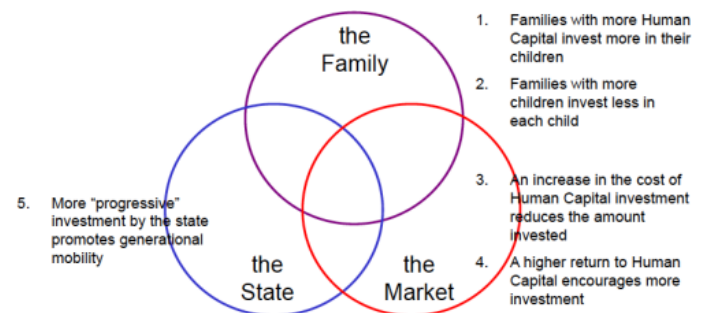 the
Family
1. Families with more Human
Capital invest more in their
children
2. Families with more
children invest less in
each child
3. An increase in the cost of
Human Capital investment
reduces the amount
invested
4. A higher return to Human
Capital encourages more
investment
5. More “progressive”
investment by the state
promotes generational
mobility
the
State
the
Market